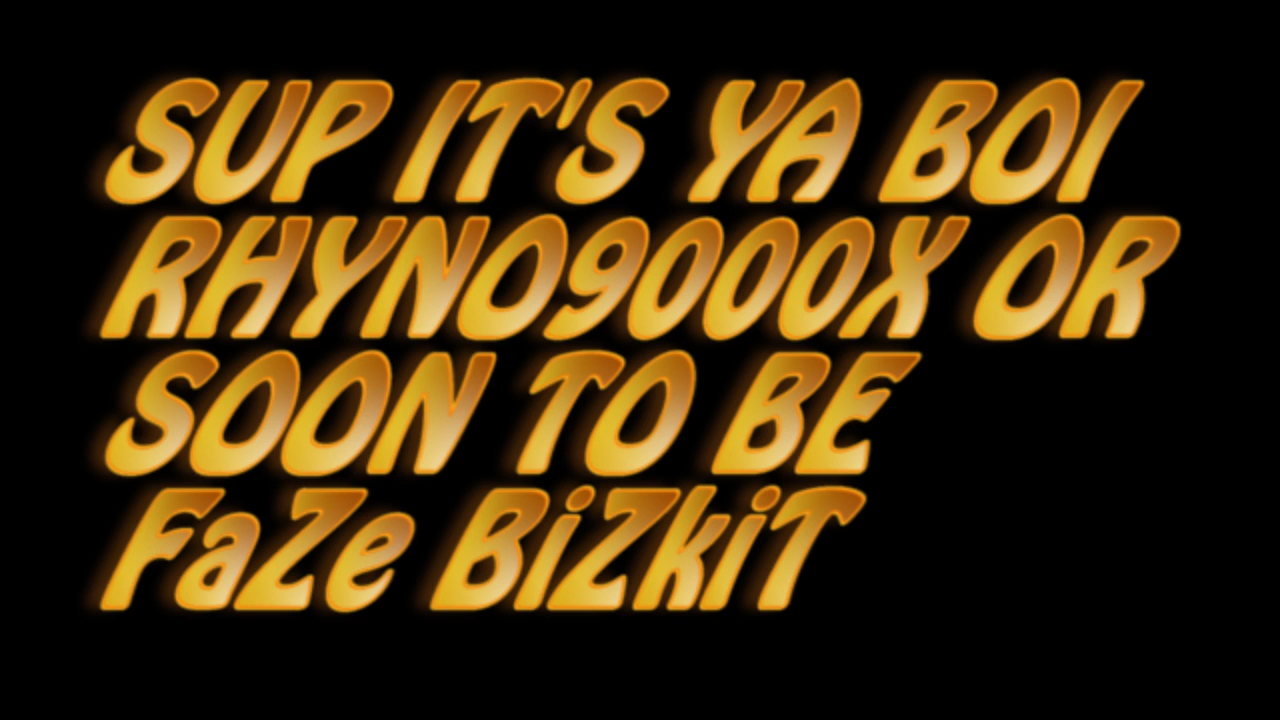 SUP IT'S YA BOI
RHYNO9000X OR
SOON TO BE
FaZe BiZkiT